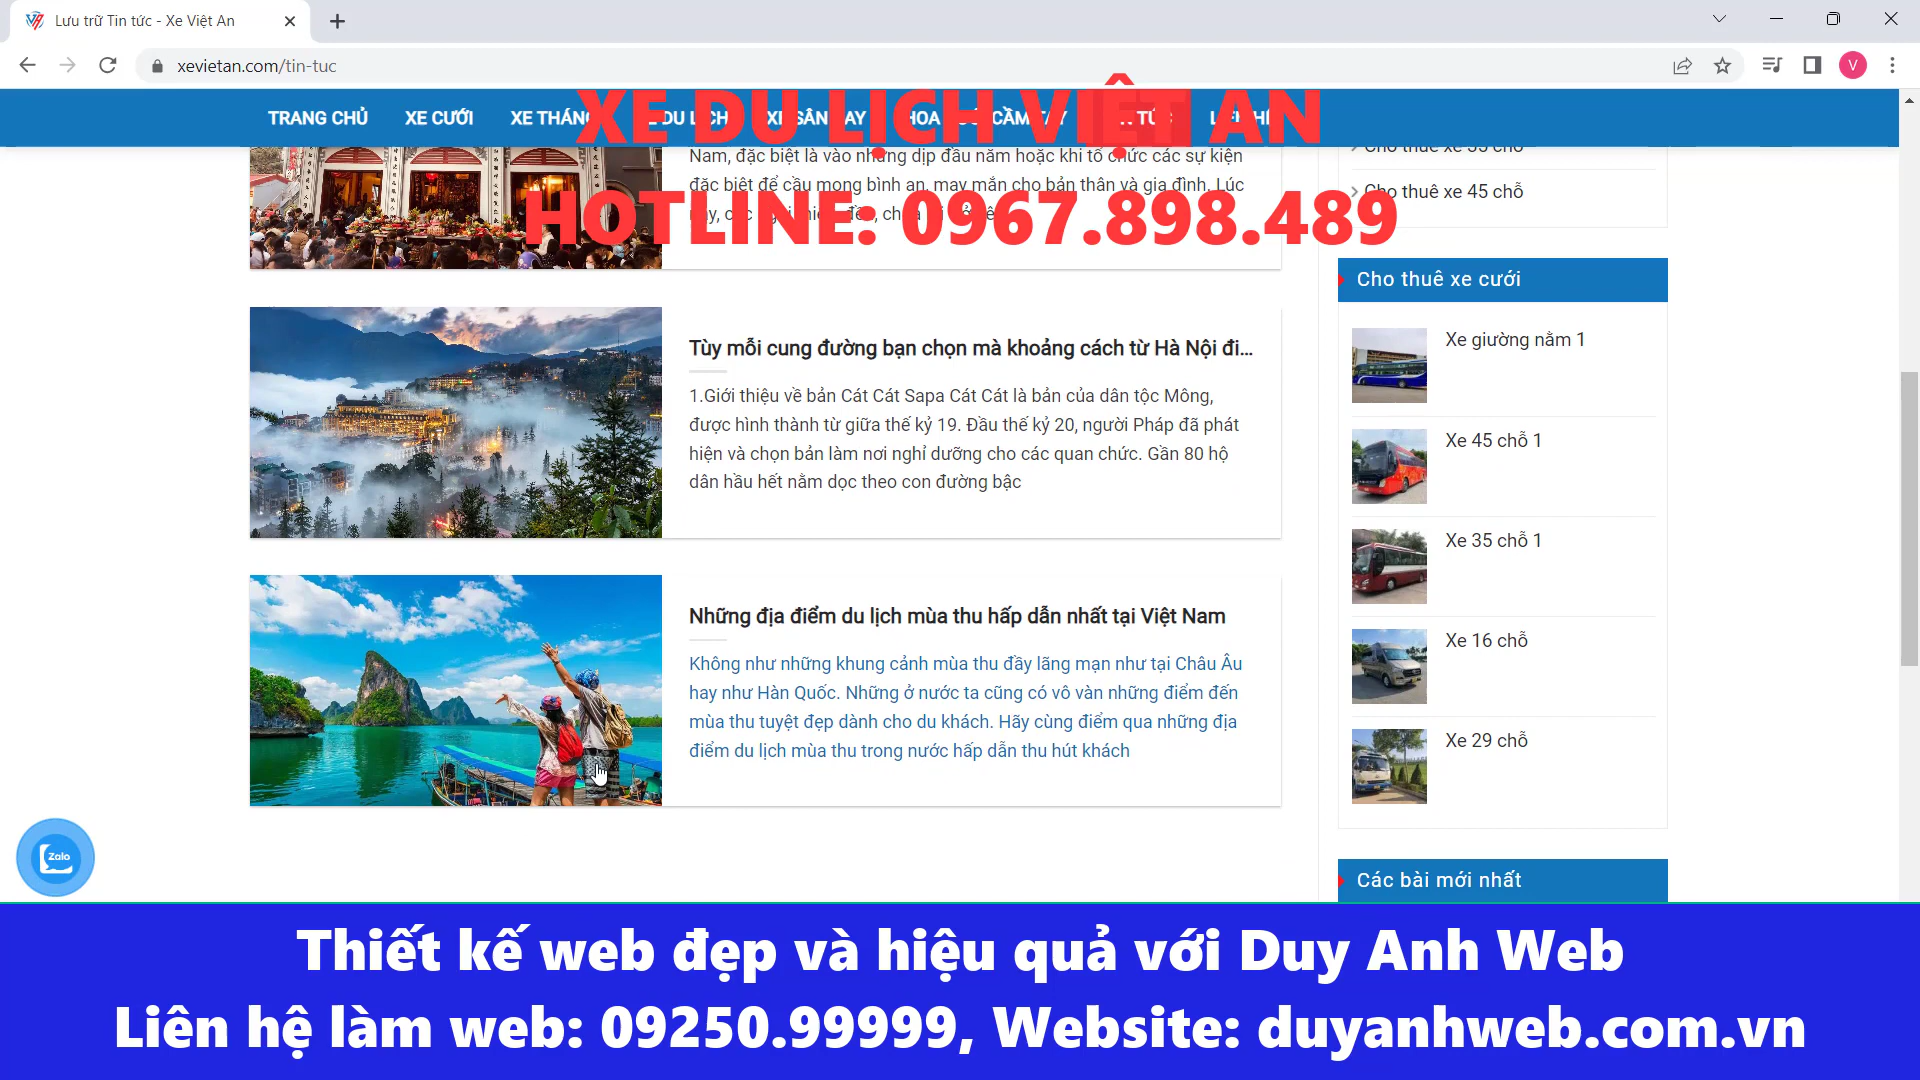 Lưu trữ Tin tức - Xe Việt An
xevietan.com/tin-tuc
V
XE DU LỊCH VIỆT AN
TRANG CHỦ XE CƯỚI XE THÁNG
HOTLINE: 0967.898.489
Nam, đặc biệt là vào những dịp đầu năm hoặc khi tổ chức các sự kiện
đặc biệt để cầu mong bình an, may mắn cho bản thân và gia đình. Lúc
Cho thuê xe 35 chỗ
Cho thuê xe 45 chỗ
Tùy mỗi cung đường bạn chọn mà khoảng cách từ Hà Nội đi...
1.Giới thiệu về bản Cát Cát Sapa Cát Cát là bản của dân tộc Mông,
được hình thành từ giữa thế kỷ 19. Đầu thế kỷ 20, người Pháp đã phát
hiện và chọn bản làm nơi nghỉ dưỡng cho các quan chức. Gần 80 hộ
dân hầu hết nằm dọc theo con đường bậc
Những địa điểm du lịch mùa thu hấp dẫn nhất tại Việt Nam
Không như những khung cảnh mùa thu đầy lãng mạn như tại Châu Âu
hay như Hàn Quốc. Những ở nước ta cũng có vô vàn những điểm đến
mùa thu tuyệt đẹp dành cho du khách. Hãy cùng điểm qua những địa
điểm du lịch mùa thu trong nước hấp dẫn thu hút khách
Cho thuê xe cưới
Xe giường nằm 1
Xe 45 chỗ 1
Xe 35 chỗ 1
Xe 16 chỗ
Xe 29 chỗ
Các bài mới nhất
Zalo
Thiết kế web đẹp và hiệu quả với Duy Anh Web
Liên hệ làm web: 09250.99999, Website: duyanhweb.com.vn